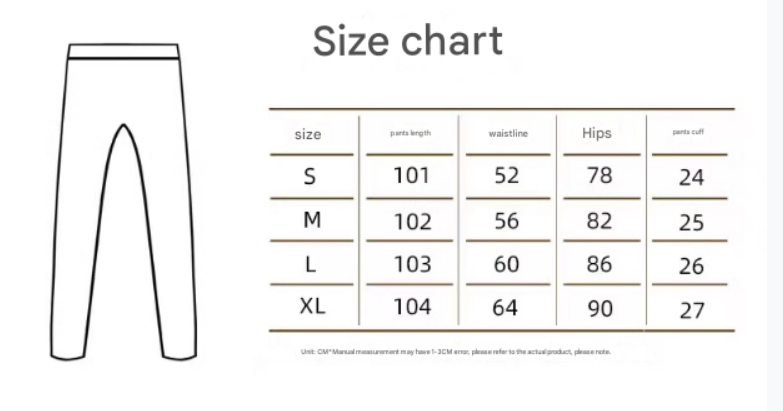 Size chart
size pants length waistline Hips pants cuff
S 101 52 78 24
M 102 56 82 25
L 103 60 86 26
XL 104 64 90 27
Unit: CM*Manual measurement may have 1-3CM error, please refer to the actual product, please note.